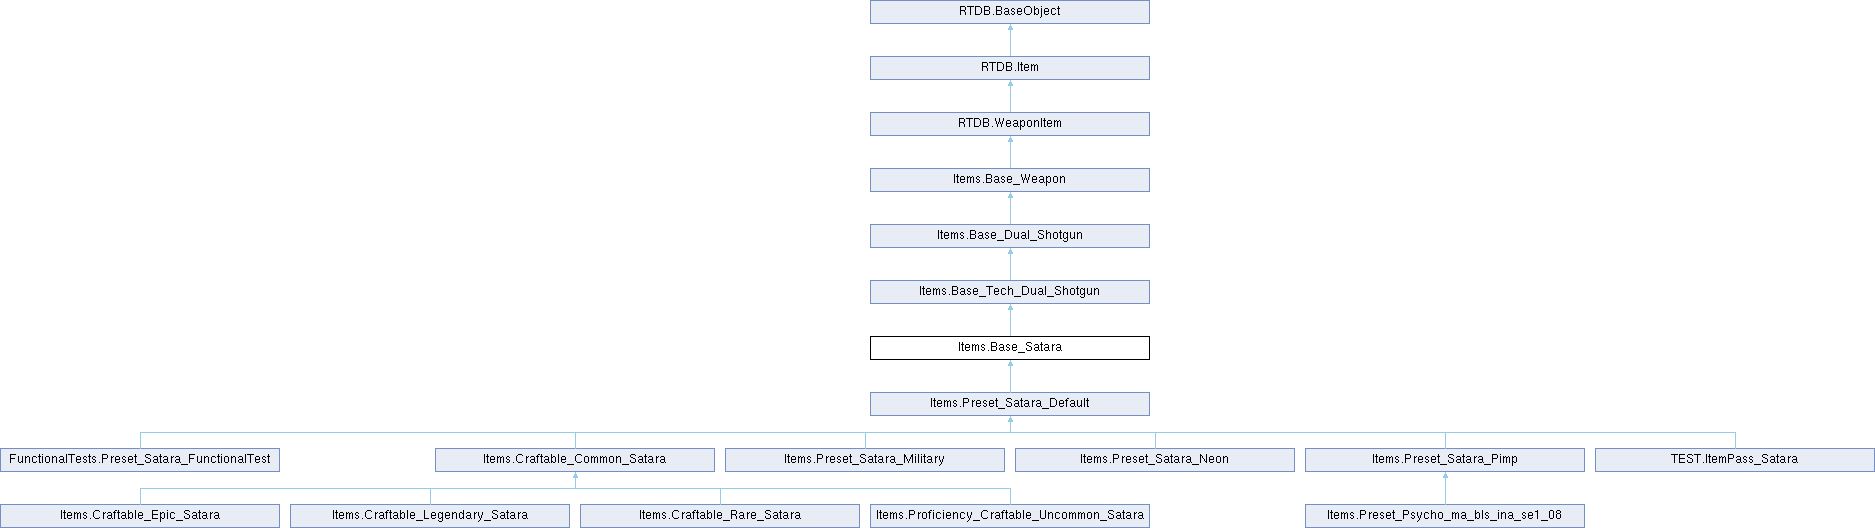 RTDB.BaseObject
RTDB.Item
RTDB.WeaponItem
Items.Base_Weapon
Items.Base_Dual_Shotgun
Items.Base_Tech_Dual_Shotgun
Items.Base_Satara
Items.Preset_Satara_Default
FunctionalTests.Preset_Satara_FunctionalTest
Items.Craftable_Common_Satara
Items.Preset_Satara_Military
Items.Preset_Satara_Neon
Items.Preset_Satara_Pimp
TEST.ItemPass_Satara
Items.Craftable_Epic_Satara
Items.Craftable_Legendary_Satara
Items.Craftable_Rare_Satara
Items.Proficiency_Craftable_Uncommon_Satara
Items.Preset_Psycho_ma_bls_ina_se1_08